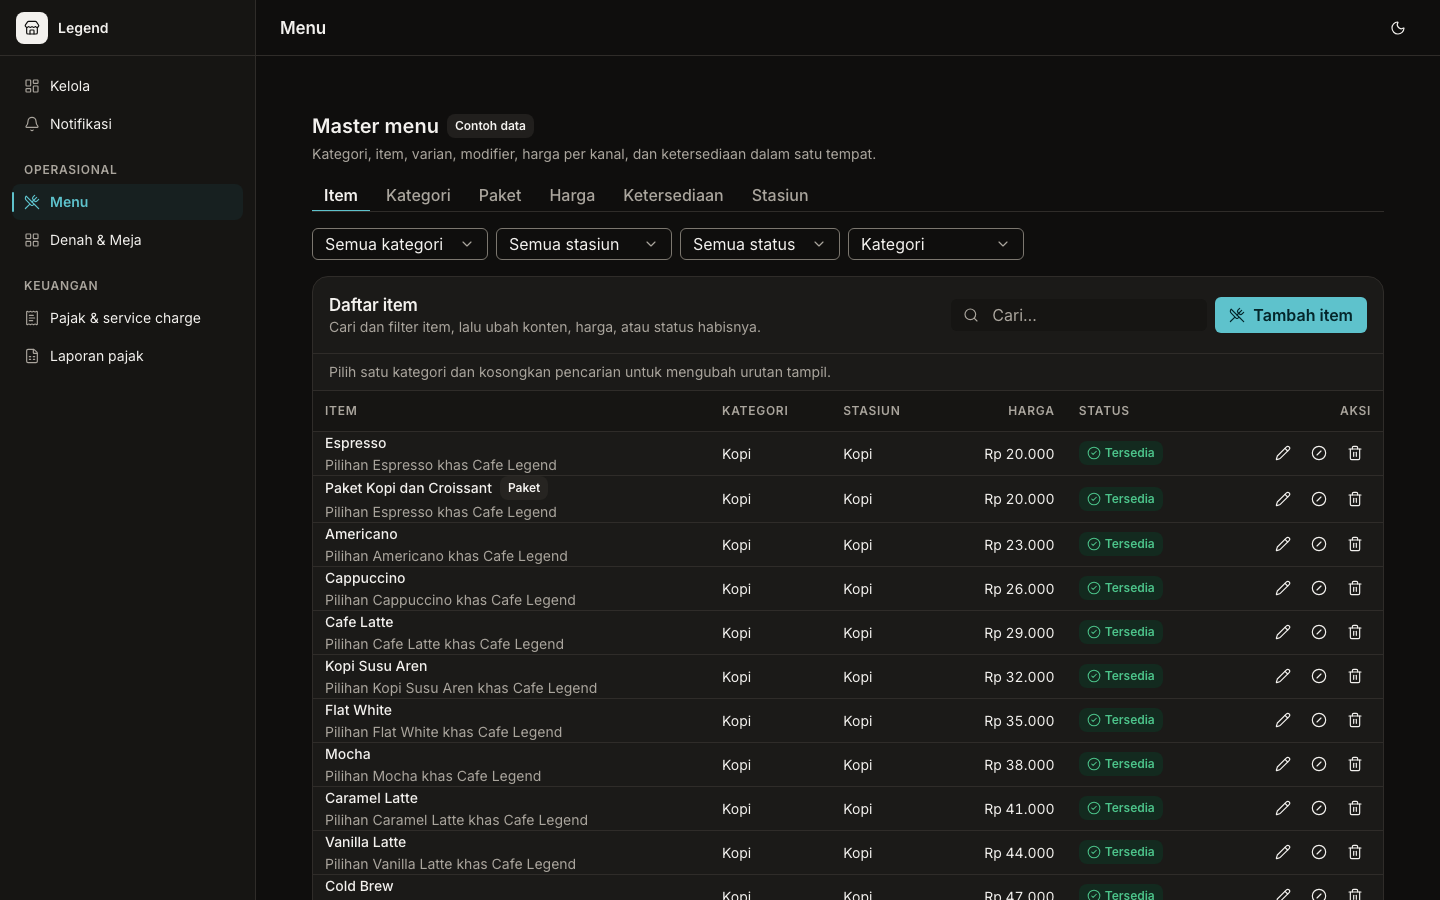 Legend
Menu
Kelola
Notifikasi
OPERASIONAL
Menu
Denah & Meja
KEUANGAN
Pajak & service charge
Laporan pajak
Master menu Contoh data
Kategori, item, varian, modifier, harga per kanal, dan ketersediaan dalam satu tempat.
Item Kategori Paket Harga Ketersediaan Stasiun
Semua kategori Semua stasiun Semua status Kategori
Daftar item
Cari dan filter item, lalu ubah konten, harga, atau status habisnya.
Cari... Tambah item
Pilih satu kategori dan kosongkan pencarian untuk mengubah urutan tampil.
ITEM KATEGORI STASIUN HARGA STATUS AKSI
Espresso
Pilihan Espresso khas Cafe Legend
Kopi Kopi Rp 20.000 Tersedia
Paket Kopi dan Croissant Paket
Pilihan Espresso khas Cafe Legend
Kopi Kopi Rp 20.000 Tersedia
Americano
Pilihan Americano khas Cafe Legend
Kopi Kopi Rp 23.000 Tersedia
Cappuccino
Pilihan Cappuccino khas Cafe Legend
Kopi Kopi Rp 26.000 Tersedia
Cafe Latte
Pilihan Cafe Latte khas Cafe Legend
Kopi Kopi Rp 29.000 Tersedia
Kopi Susu Aren
Pilihan Kopi Susu Aren khas Cafe Legend
Kopi Kopi Rp 32.000 Tersedia
Flat White
Pilihan Flat White khas Cafe Legend
Kopi Kopi Rp 35.000 Tersedia
Mocha
Pilihan Mocha khas Cafe Legend
Kopi Kopi Rp 38.000 Tersedia
Caramel Latte
Pilihan Caramel Latte khas Cafe Legend
Kopi Kopi Rp 41.000 Tersedia
Vanilla Latte
Pilihan Vanilla Latte khas Cafe Legend
Kopi Kopi Rp 44.000 Tersedia
Cold Brew
Kopi Kopi Rp 47.000 Tersedia